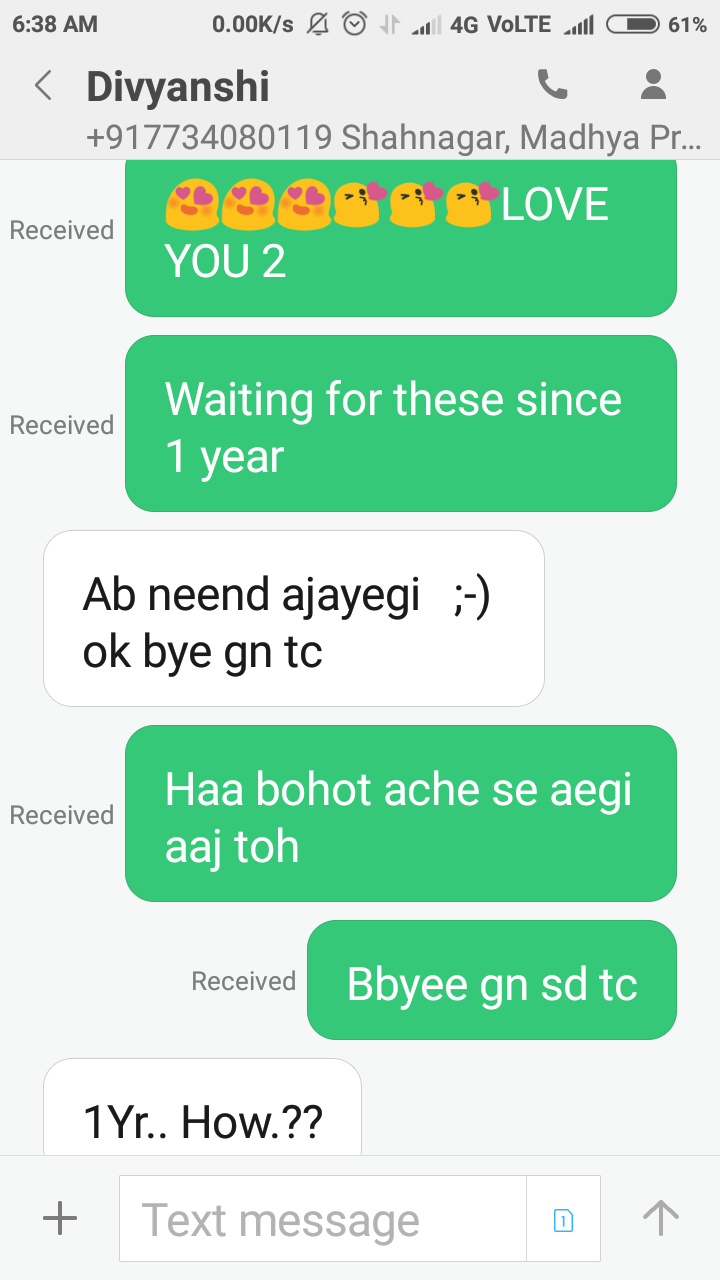 6:38 AM 0.00K/s 4G VoLTE 61%
Divyanshi
+917734080119 Shahnagar, Madhya Pr...
Received
😍😍😍😘😘😘LOVE
YOU 2
Received
Waiting for these since
1 year
Ab neend ajayegi ;-)
ok bye gn tc
Received
Haa bohot ache se aegi
aaj toh
Received
Bbyee gn sd tc
1Yr.. How.??
Text message
1